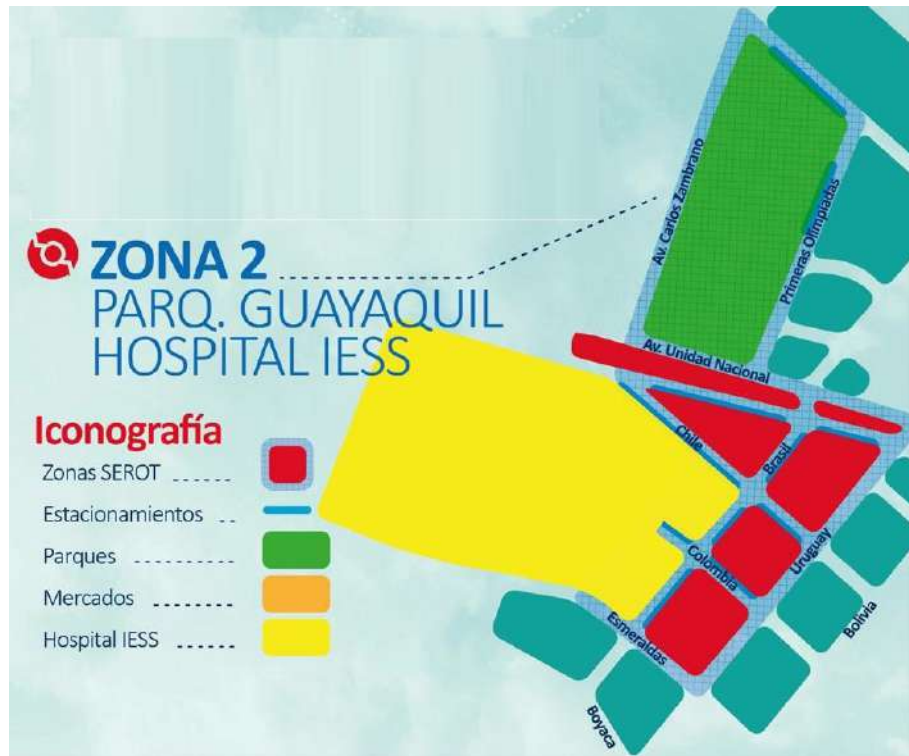 ZONA 2
PARQ. GUAYAQUIL
HOSPITAL IESS
Iconografía
Zonas SEROT
Estacionamientos
Parques
Mercados
Hospital IESS
Av. Carlos Zambrano
Primeras Olimpiadas
Av. Unidad Nacional
Chile
Brasil
Colombia
Uruguay
Esmeraldas
Bolivia
Boyaca